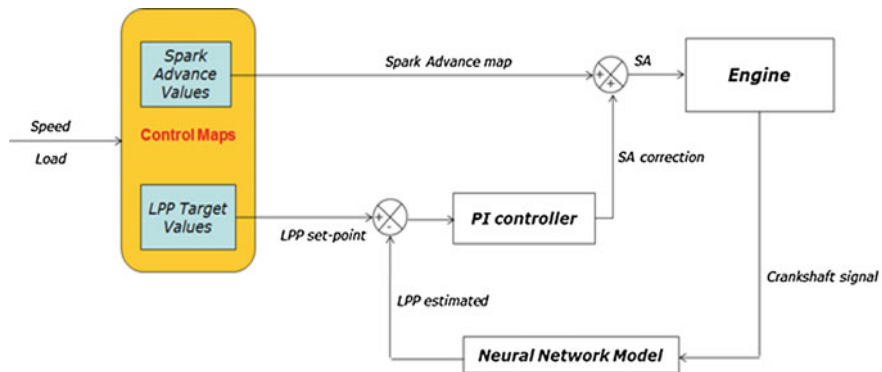 Spark
Advance
Values
Spark Advance map
+
+
SA
Engine
Speed
Load
Control Maps
SA correction
LPP Target
Values
LPP set-point
+
-
PI controller
LPP estimated
Crankshaft signal
Neural Network Model